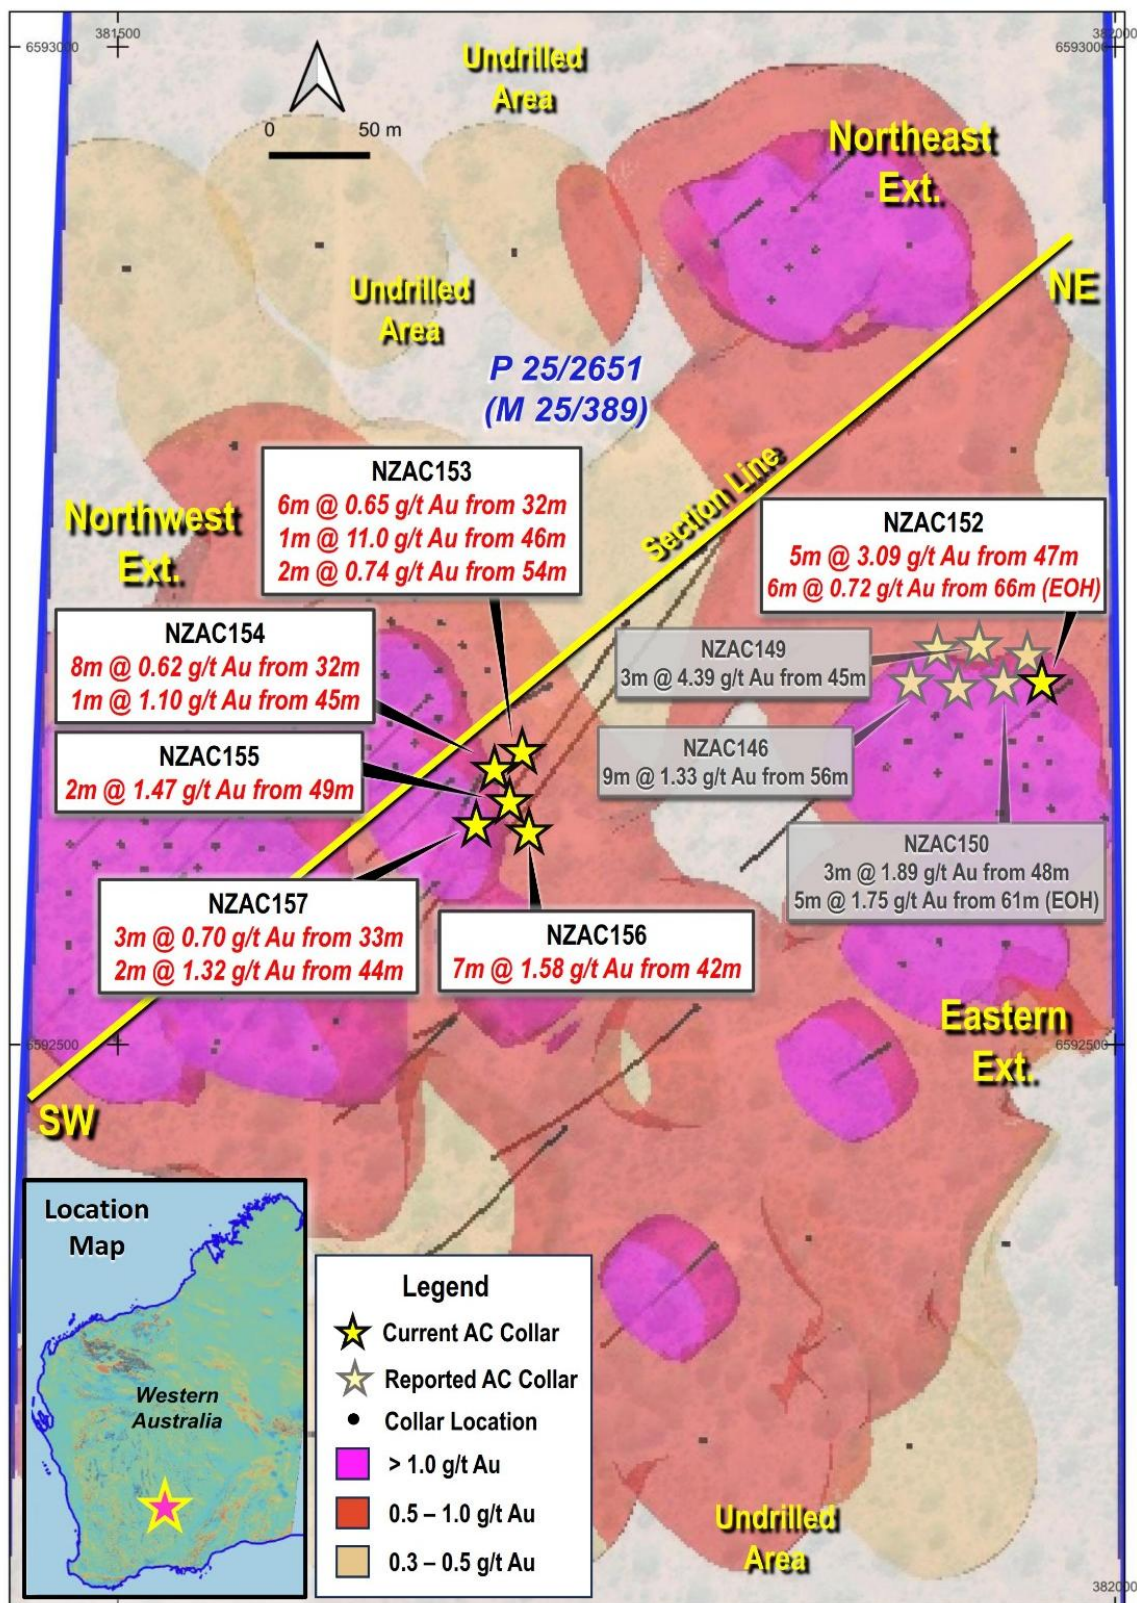 381500
382000
6593000
6593000
0 50 m
Undrilled
Area
Northeast
Ext.
Undrilled
Area
NE
P 25/2651
(M 25/389)
Section Line
NZAC153
6m @ 0.65 g/t Au from 32m
1m @ 11.0 g/t Au from 46m
2m @ 0.74 g/t Au from 54m
Northwest
Ext.
NZAC152
5m @ 3.09 g/t Au from 47m
6m @ 0.72 g/t Au from 66m (EOH)
NZAC154
8m @ 0.62 g/t Au from 32m
1m @ 1.10 g/t Au from 45m
NZAC149
3m @ 4.39 g/t Au from 45m
NZAC155
2m @ 1.47 g/t Au from 49m
NZAC146
9m @ 1.33 g/t Au from 56m
NZAC150
3m @ 1.89 g/t Au from 48m
5m @ 1.75 g/t Au from 61m (EOH)
NZAC157
3m @ 0.70 g/t Au from 33m
2m @ 1.32 g/t Au from 44m
NZAC156
7m @ 1.58 g/t Au from 42m
Eastern
Ext.
6592500
6592500
SW
Location
Map
Western
Australia
Legend
Current AC Collar
Reported AC Collar
Collar Location
> 1.0 g/t Au
0.5 – 1.0 g/t Au
0.3 – 0.5 g/t Au
Undrilled
Area
382000